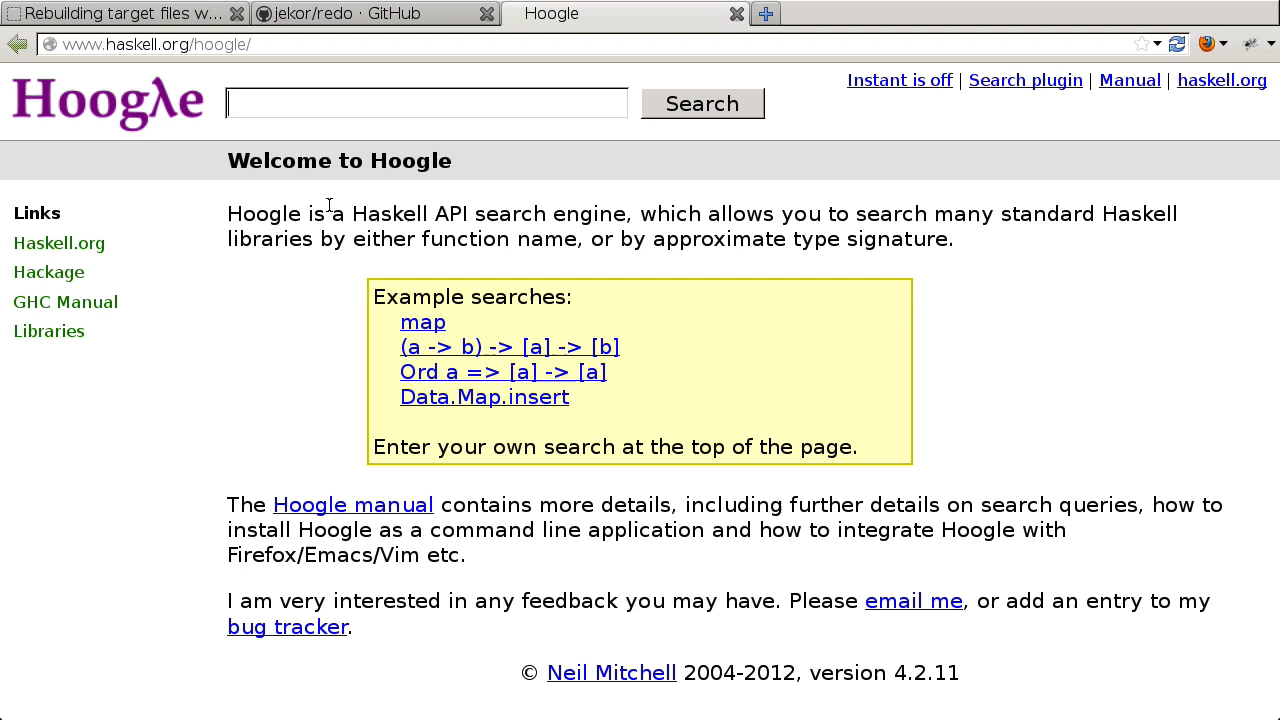 Rebuilding target files w...
jekor/redo · GitHub
Hoogle
www.haskell.org/hoogle/
Instant is off | Search plugin | Manual | haskell.org
Hoogλe
Search
Welcome to Hoogle
Links
Haskell.org
Hackage
GHC Manual
Libraries
Hoogle is a Haskell API search engine, which allows you to search many standard Haskell
libraries by either function name, or by approximate type signature.
Example searches:
map
(a -> b) -> [a] -> [b]
Ord a => [a] -> [a]
Data.Map.insert
Enter your own search at the top of the page.
The Hoogle manual contains more details, including further details on search queries, how to
install Hoogle as a command line application and how to integrate Hoogle with
Firefox/Emacs/Vim etc.
I am very interested in any feedback you may have. Please email me, or add an entry to my
bug tracker.
© Neil Mitchell 2004-2012, version 4.2.11